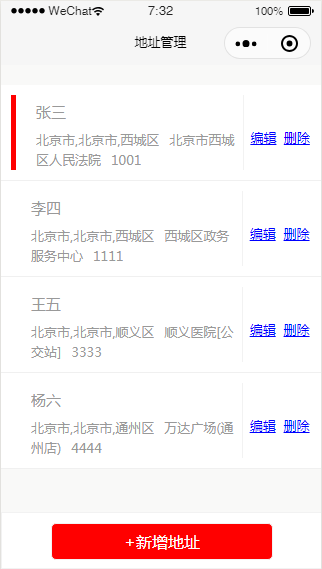 WeChat 7:32 100%
地址管理
张三
北京市,北京市,西城区 北京市西城
区人民法院 1001
编辑 删除
李四
北京市,北京市,西城区 西城区政务
服务中心 1111
编辑 删除
王五
北京市,北京市,顺义区 顺义医院[公
交站] 3333
编辑 删除
杨六
北京市,北京市,通州区 万达广场(通
州店) 4444
编辑 删除
+新增地址